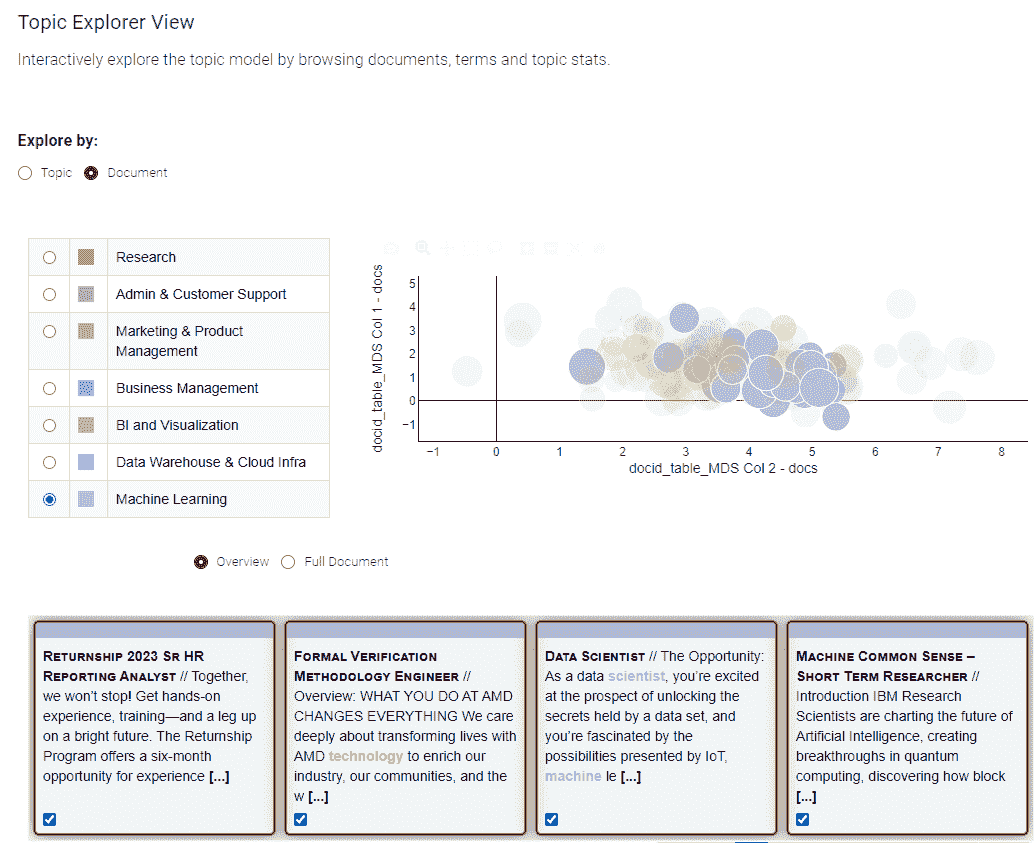 Topic Explorer View
Interactively explore the topic model by browsing documents, terms and topic stats.
Explore by:
Topic Document
Research
Admin & Customer Support
Marketing & Product
Management
Business Management
BI and Visualization
Data Warehouse & Cloud Infra
Machine Learning
docid_table_MDS Col 1 - docs
5
4
3
2
1
0
−1
−1 0 1 2 3 4 5 6 7 8
docid_table_MDS Col 2 - docs
Overview Full Document
RETURNSHIP 2023 SR HR
REPORTING ANALYST // Together,
we won't stop! Get hands-on
experience, training—and a leg up
on a bright future. The Returnship
Program offers a six-month
opportunity for experience [...]
FORMAL VERIFICATION
METHODOLOGY ENGINEER //
Overview: WHAT YOU DO AT AMD
CHANGES EVERYTHING We care
deeply about transforming lives with
AMD technology to enrich our
industry, our communities, and the
w [...]
DATA SCIENTIST // The Opportunity:
As a data scientist, you're excited
at the prospect of unlocking the
secrets held by a data set, and
you're fascinated by the
possibilities presented by IoT,
machine le [...]
MACHINE COMMON SENSE –
SHORT TERM RESEARCHER //
Introduction IBM Research
Scientists are charting the future of
Artificial Intelligence, creating
breakthroughs in quantum
computing, discovering how block
[...]